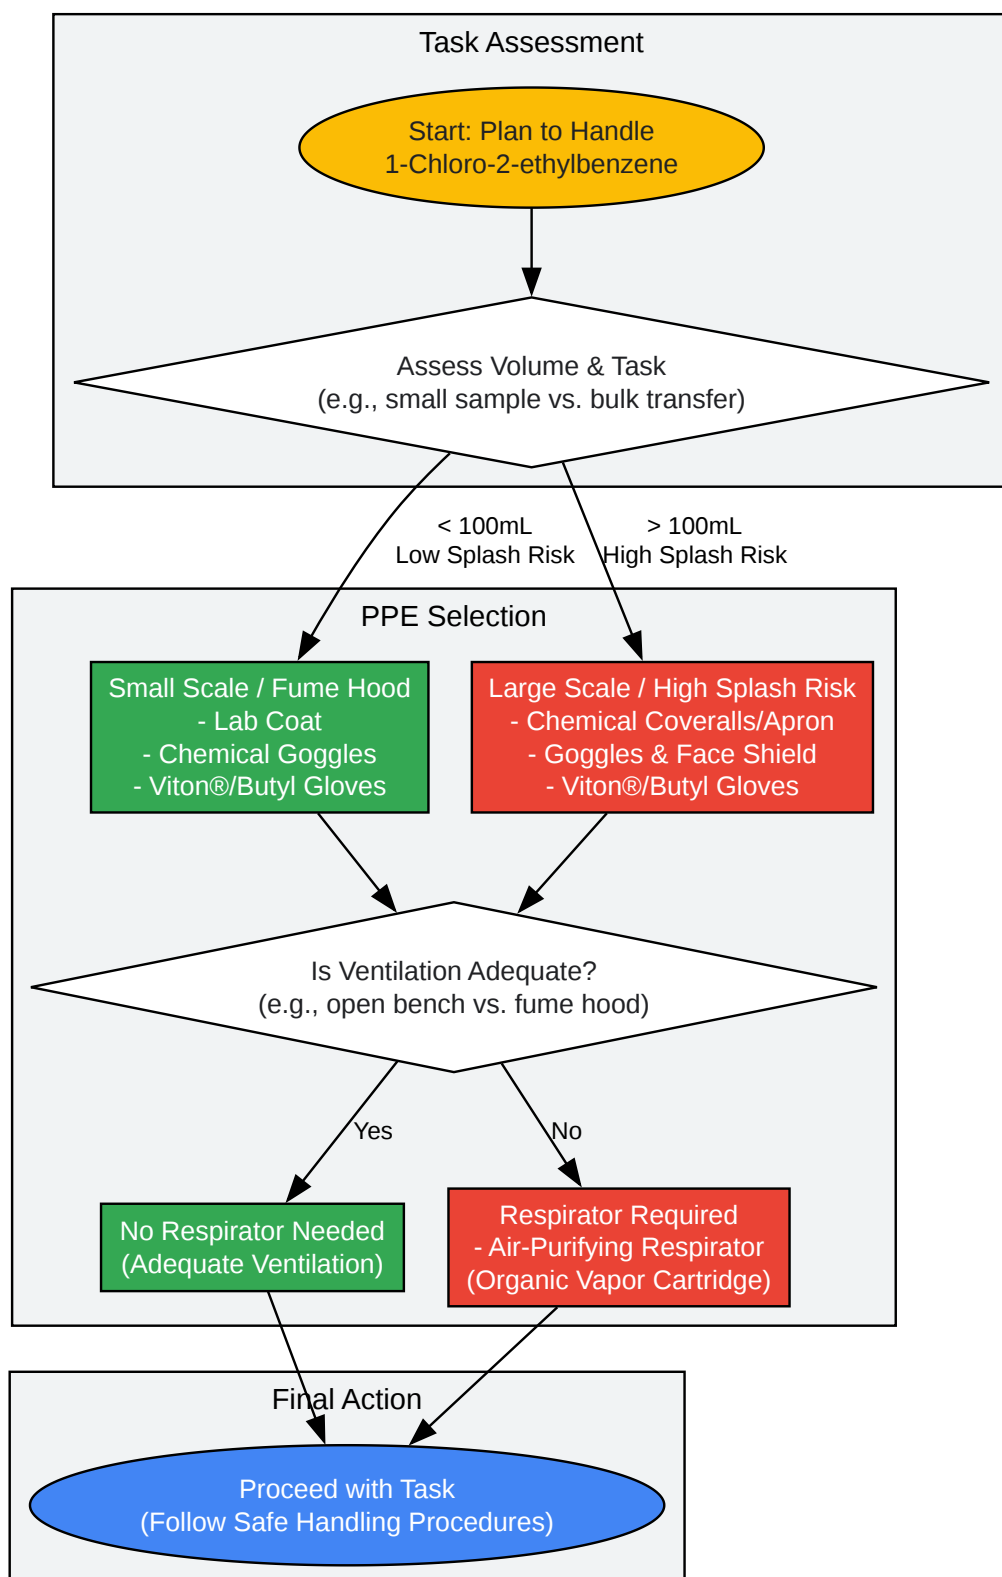 Task Assessment
Start: Plan to Handle
1-Chloro-2-ethylbenzene
Assess Volume & Task
(e.g., small sample vs. bulk transfer)
< 100mL
Low Splash Risk
> 100mL
High Splash Risk
PPE Selection
Small Scale / Fume Hood
- Lab Coat
- Chemical Goggles
- Viton®/Butyl Gloves
Large Scale / High Splash Risk
- Chemical Coveralls/Apron
- Goggles & Face Shield
- Viton®/Butyl Gloves
Is Ventilation Adequate?
(e.g., open bench vs. fume hood)
Yes
No
No Respirator Needed
(Adequate Ventilation)
Respirator Required
- Air-Purifying Respirator
(Organic Vapor Cartridge)
Final Action
Proceed with Task
(Follow Safe Handling Procedures)